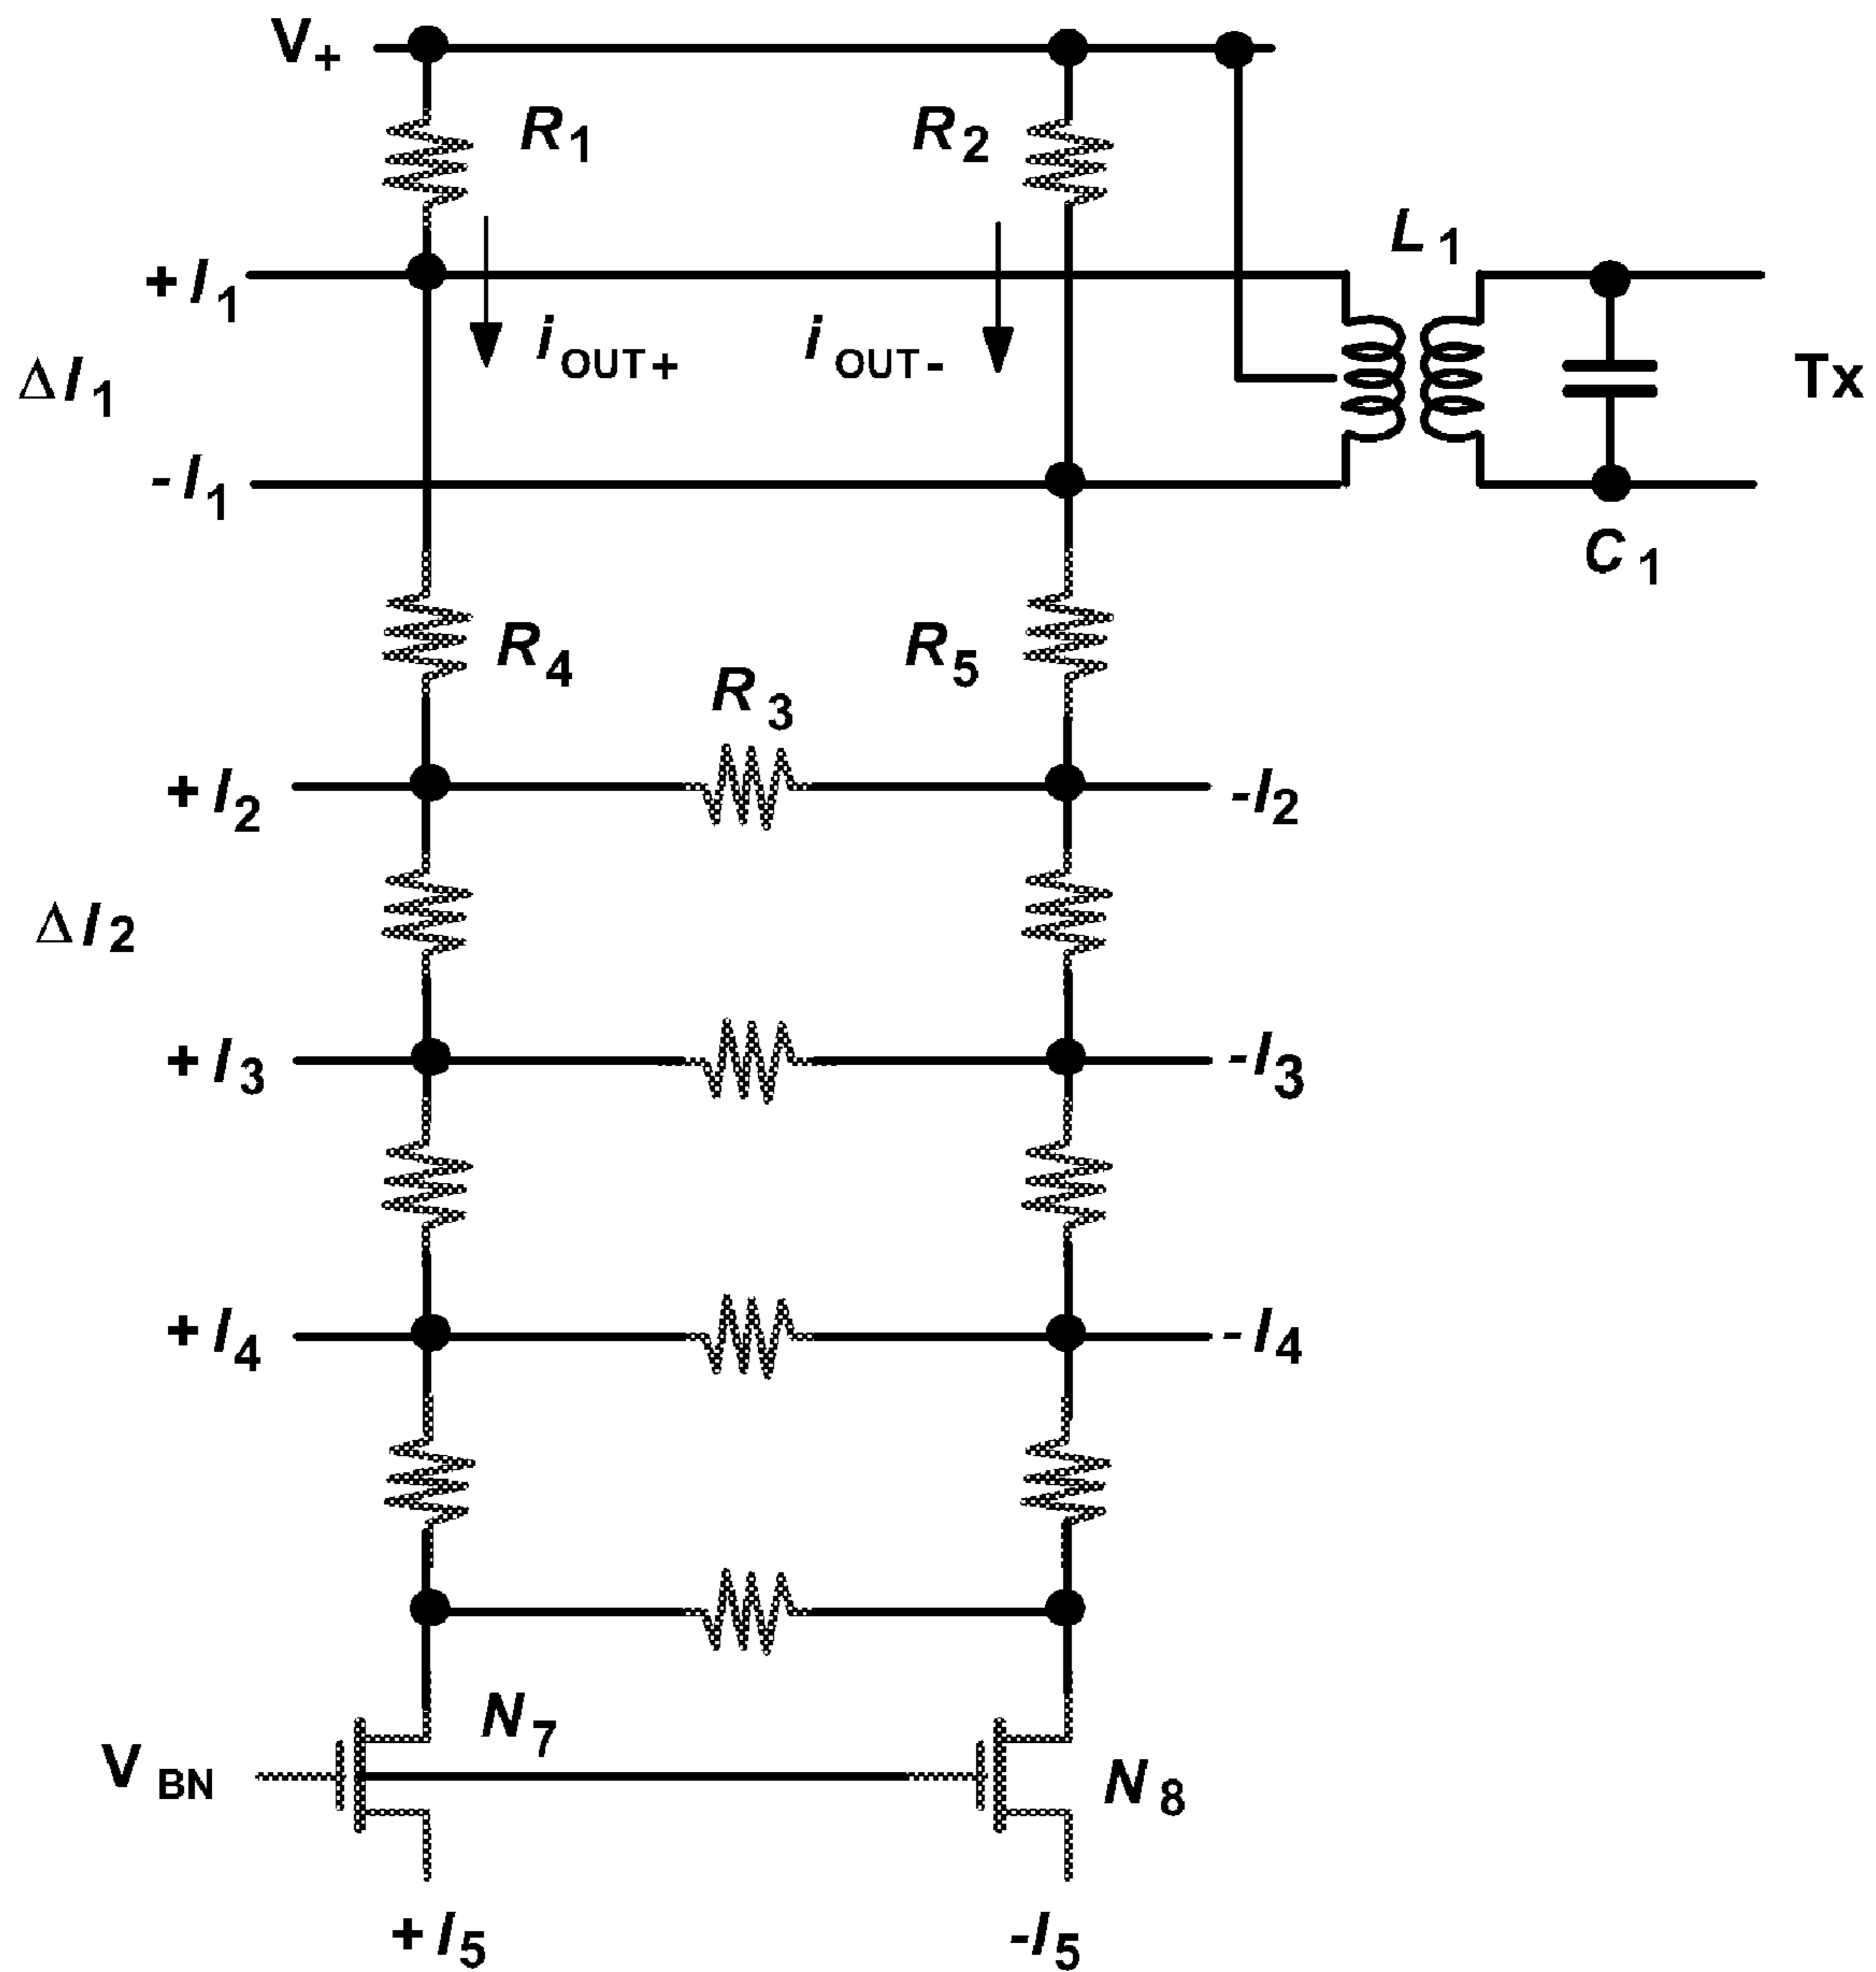 V+
R1
R2
L1
+I1
iOUT+
iOUT-
ΔI1
Tx
-I1
C1
R4
R5
R3
+I2
-I2
ΔI2
+I3
-I3
+I4
-I4
N7
VBN
N8
+I5
-I5